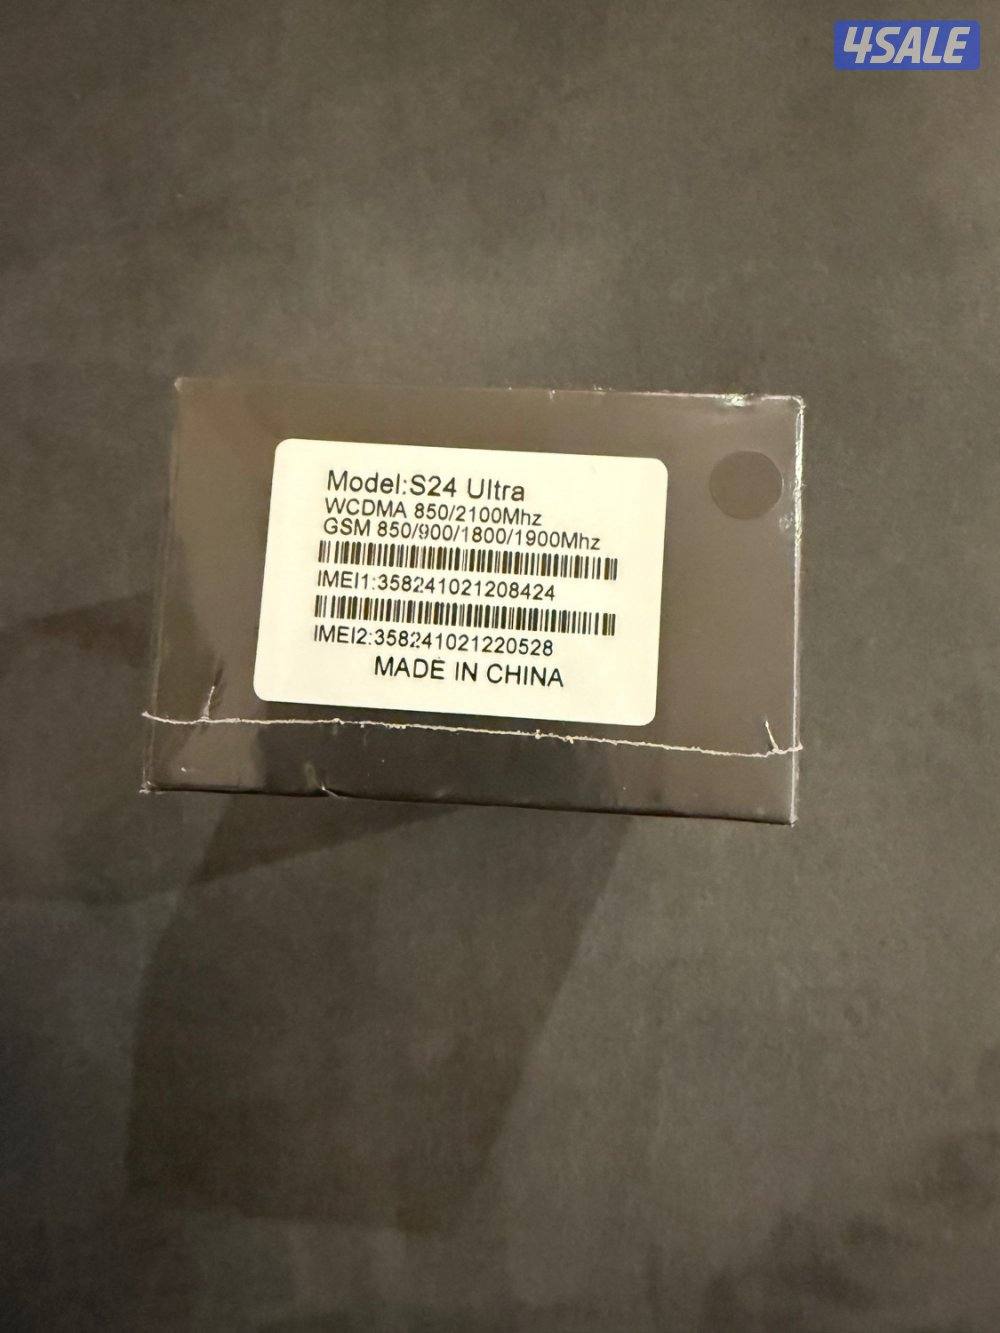 4SALE
Model:S24 Ultra
WCDMA 850/2100Mhz
GSM 850/900/1800/1900Mhz
IMEI1:358241021208424
IMEI2:358241021220528
MADE IN CHINA